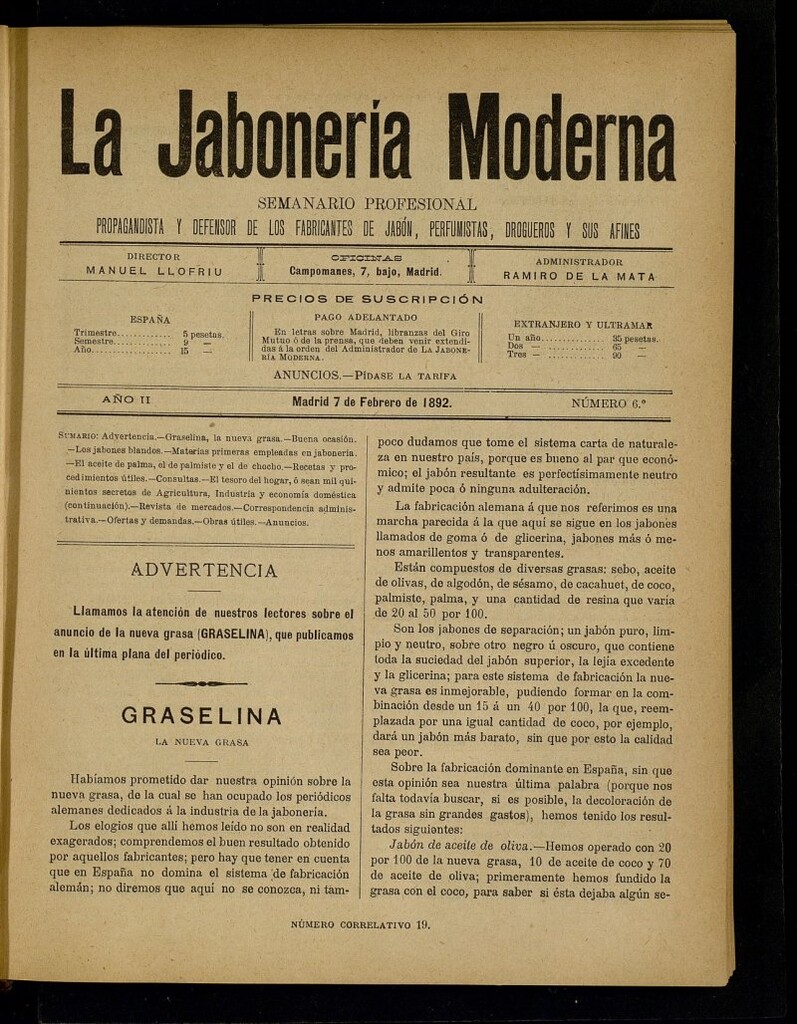 La Jabonería Moderna
SEMANARIO PROFESIONAL
PROPAGANDISTA Y DEFENSOR DE LOS FABRICANTES DE JABÓN, PERFUMISTAS, DROGUEROS Y SUS AFINES
DIRECTOR
MANUEL LLOFRIU
OFICINAS
Campomanes, 7, bajo, Madrid.
ADMINISTRADOR
RAMIRO DE LA MATA
PRECIOS DE SUSCRIPCIÓN
ESPAÑA
Trimestre............. 5 pesetas.
Semestre............. 9 —
Año.................. 15 —
PAGO ADELANTADO
En letras sobre Madrid, libranzas del Giro
Mutuo ó de la prensa, que deben venir extendi-
das á la orden del Administrador de LA JABONE-
RÍA MODERNA.
EXTRANJERO Y ULTRAMAR
Un año.............. 35 pesetas.
Dos — .............. 65 —
Tres — .............. 90 —
ANUNCIOS.—PÍDASE LA TARIFA
AÑO II
Madrid 7 de Febrero de 1892.
NÚMERO 6.º
SUMARIO: Advertencia.—Graselina, la nueva grasa.—Buena ocasión.
—Los jabones blandos.—Materias primeras empleadas en jabonería.
—El aceite de palma, el de palmiste y el de chocho.—Recetas y pro-
cedimientos útiles.—Consultas.—El tesoro del hogar, ó sean mil qui-
nientos secretos de Agricultura, Industria y economía doméstica
(continuación).—Revista de mercados.—Correspondencia adminis-
trativa.—Ofertas y demandas.—Obras útiles.—Anuncios.
ADVERTENCIA
Llamamos la atención de nuestros lectores sobre el
anuncio de la nueva grasa (GRASELINA), que publicamos
en la última plana del periódico.
GRASELINA
LA NUEVA GRASA
Habíamos prometido dar nuestra opinión sobre la
nueva grasa, de la cual se han ocupado los periódicos
alemanes dedicados á la industria de la jabonería.
Los elogios que allí hemos leído no son en realidad
exagerados; comprendemos el buen resultado obtenido
por aquellos fabricantes; pero hay que tener en cuenta
que en España no domina el sistema de fabricación
alemán; no diremos que aquí no se conozca, ni tam-
poco dudamos que tome el sistema carta de naturale-
za en nuestro país, porque es bueno al par que econó-
mico; el jabón resultante es perfectísimamente neutro
y admite poca ó ninguna adulteración.
La fabricación alemana á que nos referimos es una
marcha parecida á la que aquí se sigue en los jabones
llamados de goma ó de glicerina, jabones más ó me-
nos amarillentos y transparentes.
Están compuestos de diversas grasas: sebo, aceite
de olivas, de algodón, de sésamo, de cacahuet, de coco,
palmiste, palma, y una cantidad de resina que varía
de 20 al 50 por 100.
Son los jabones de separación; un jabón puro, lim-
pio y neutro, sobre otro negro ú oscuro, que contiene
toda la suciedad del jabón superior, la lejía excedente
y la glicerina; para este sistema de fabricación la nue-
va grasa es inmejorable, pudiendo formar en la com-
binación desde un 15 á un 40 por 100, la que, reem-
plazada por una igual cantidad de coco, por ejemplo,
dará un jabón más barato, sin que por esto la calidad
sea peor.
Sobre la fabricación dominante en España, sin que
esta opinión sea nuestra última palabra (porque nos
falta todavía buscar, si es posible, la decoloración de
la grasa sin grandes gastos), hemos tenido los resul-
tados siguientes:
Jabón de aceite de oliva.—Hemos operado con 20
por 100 de la nueva grasa, 10 de aceite de coco y 70
de aceite de oliva; primeramente hemos fundido la
grasa con el coco, para saber si ésta dejaba algún se-
NÚMERO CORRELATIVO 19.